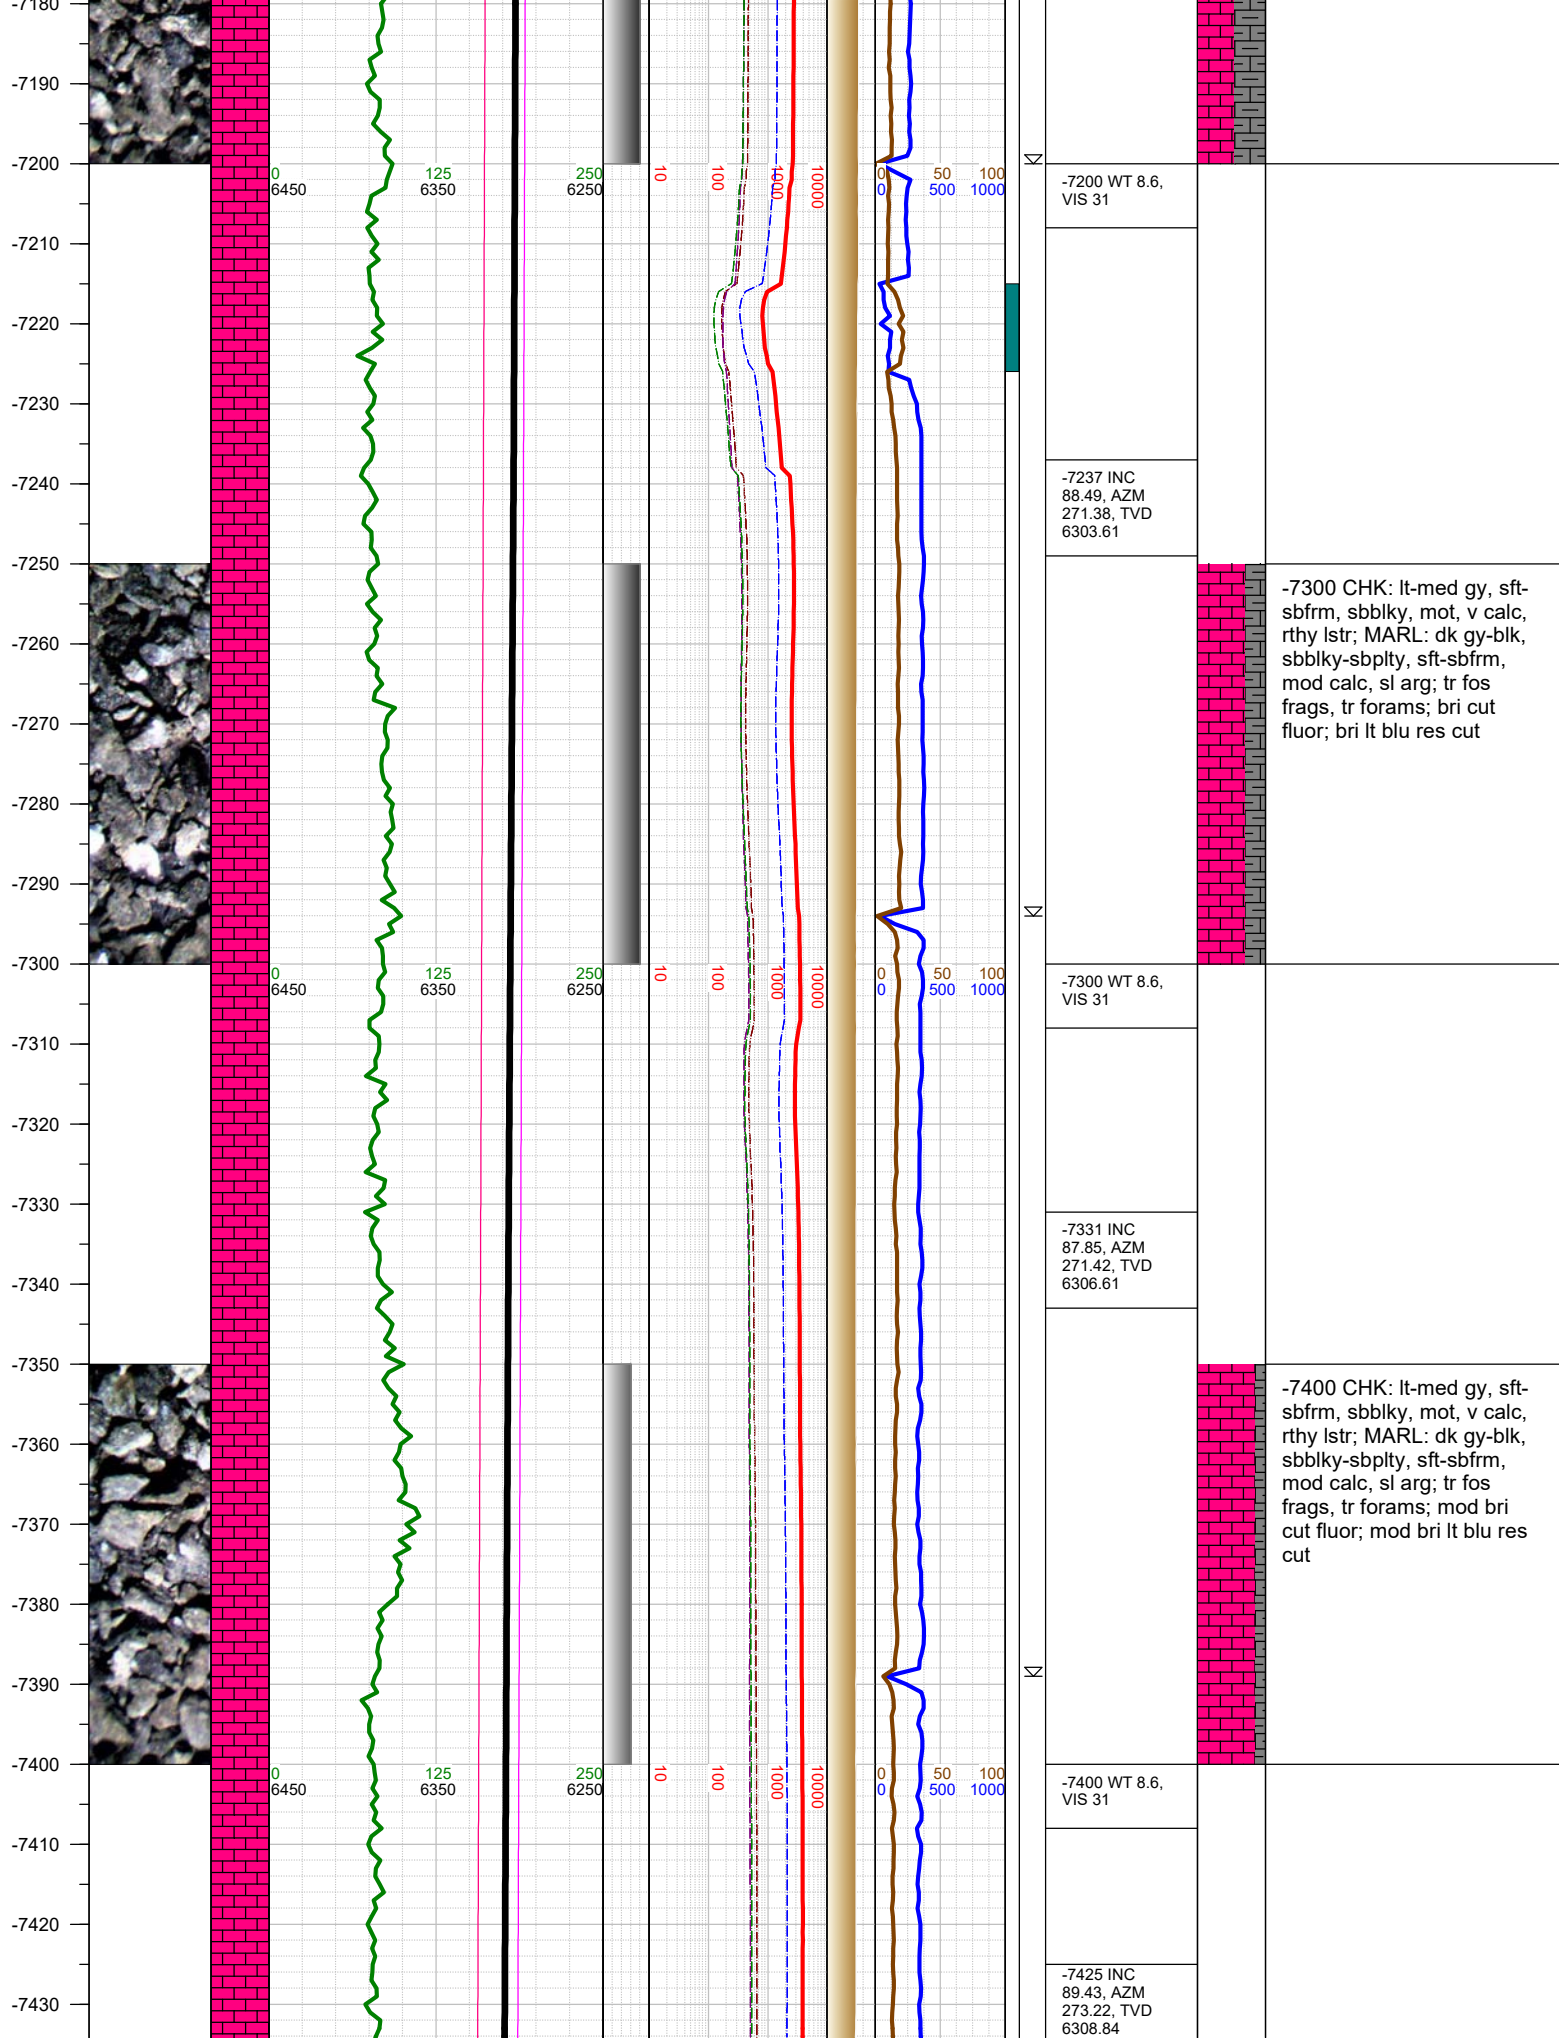 -7180
-7190
-7200
0 125 250 10 100 1000 10000 0 50 100
6450 6350 6250 0 500 1000
-7200 WT 8.6,
VIS 31
-7210
-7220
-7230
-7237 INC
88.49, AZM
271.38, TVD
6303.61
-7240
-7250
-7300 CHK: lt-med gy, sft-
sbfrm, sbblky, mot, v calc,
rthy lstr; MARL: dk gy-blk,
sbblky-sbplty, sft-sbfrm,
mod calc, sl arg; tr fos
frags, tr forams; bri cut
fluor; bri lt blu res cut
-7260
-7270
-7280
-7290
-7300
0 125 250 10 100 1000 10000 0 50 100
6450 6350 6250 0 500 1000
-7300 WT 8.6,
VIS 31
-7310
-7320
-7330
-7331 INC
87.85, AZM
271.42, TVD
6306.61
-7340
-7350
-7400 CHK: lt-med gy, sft-
sbfrm, sbblky, mot, v calc,
rthy lstr; MARL: dk gy-blk,
sbblky-sbplty, sft-sbfrm,
mod calc, sl arg; tr fos
frags, tr forams; mod bri
cut fluor; mod bri lt blu res
cut
-7360
-7370
-7380
-7390
-7400
0 125 250 10 100 1000 10000 0 50 100
6450 6350 6250 0 500 1000
-7400 WT 8.6,
VIS 31
-7410
-7420
-7425 INC
89.43, AZM
273.22, TVD
6308.84
-7430